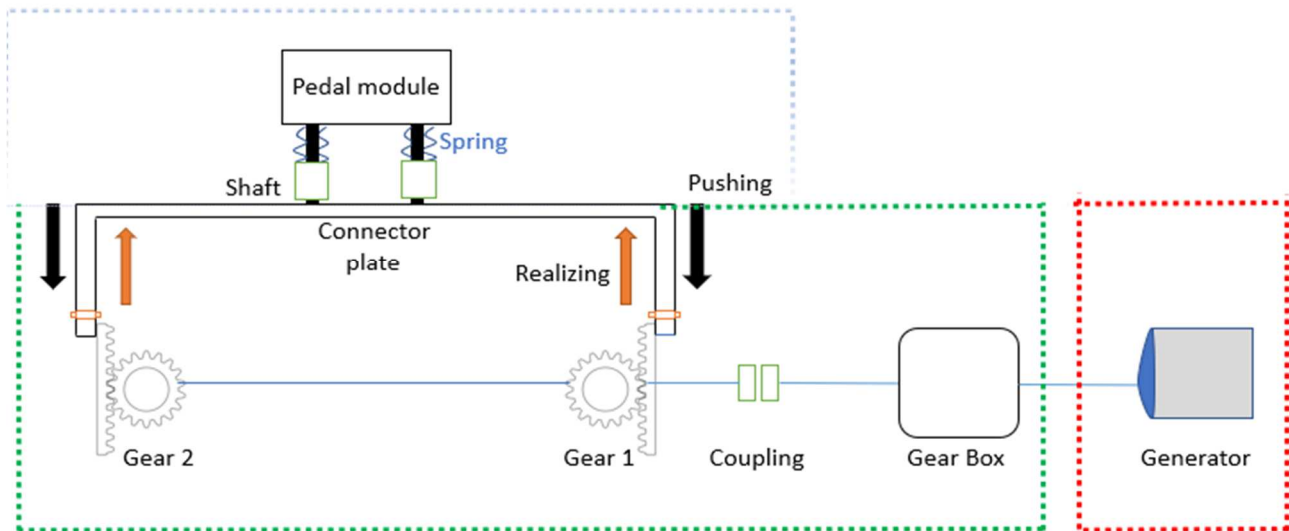 Pedal module
Spring
Shaft
Pushing
Connector
plate
Realizing
Gear 2
Gear 1
Coupling
Gear Box
Generator